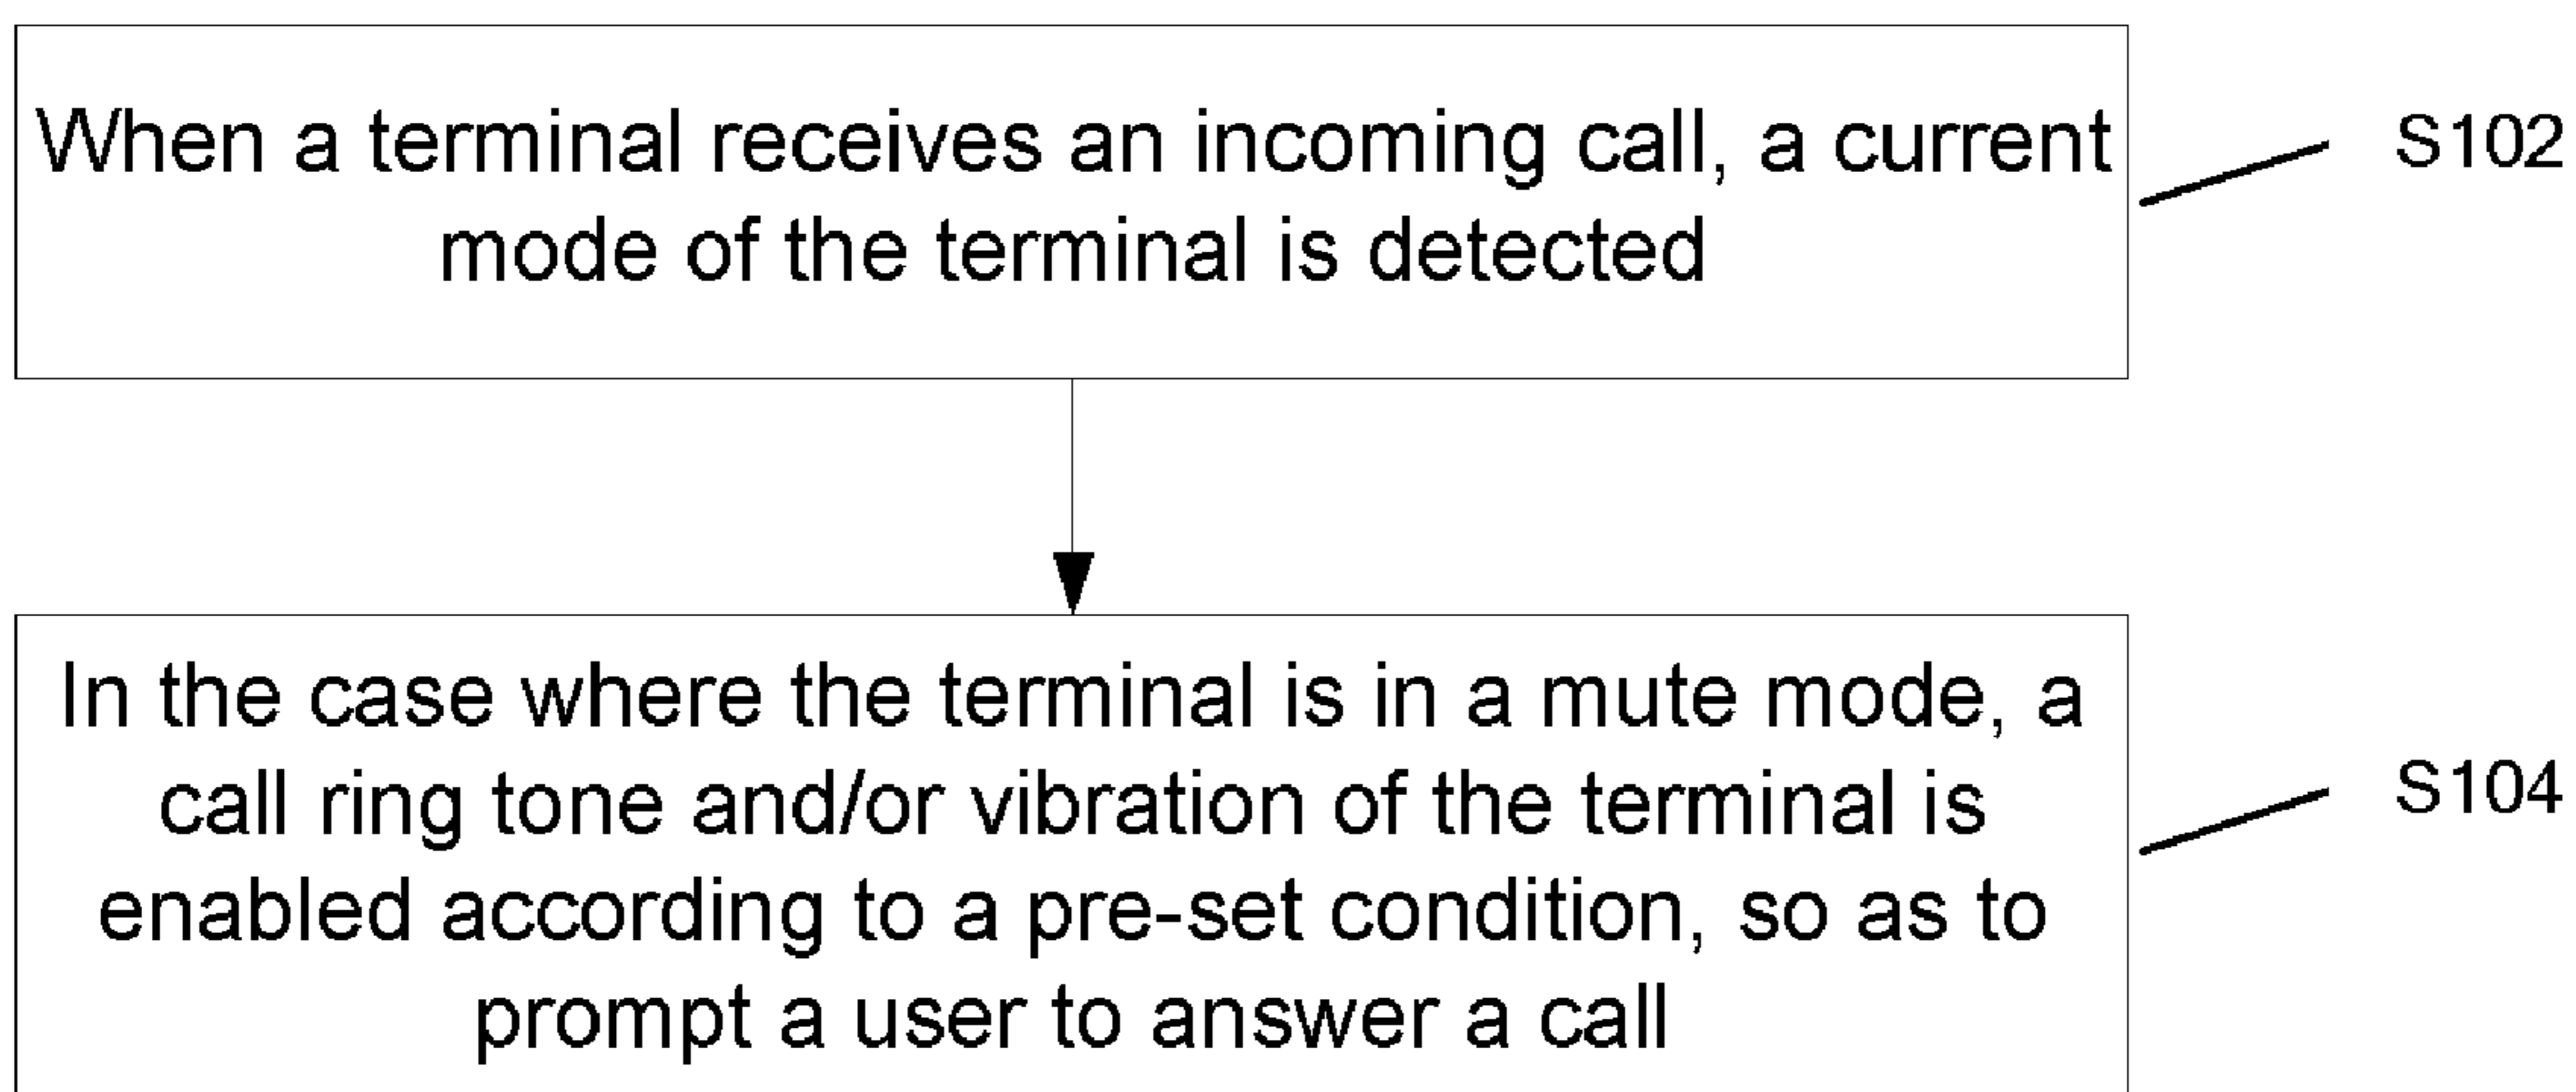 When a terminal receives an incoming call, a current
mode of the terminal is detected
S102
In the case where the terminal is in a mute mode, a
call ring tone and/or vibration of the terminal is
enabled according to a pre-set condition, so as to
prompt a user to answer a call
S104